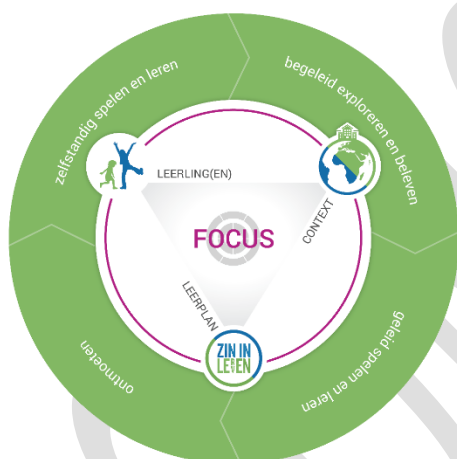 zelfstandig spelen en leren
begeleid exploreren en beleven
LEERLING(EN)
CONTEXT
FOCUS
LEERPLAN
ZIN IN
LEREN
ontmoeten
geleid spelen en leren